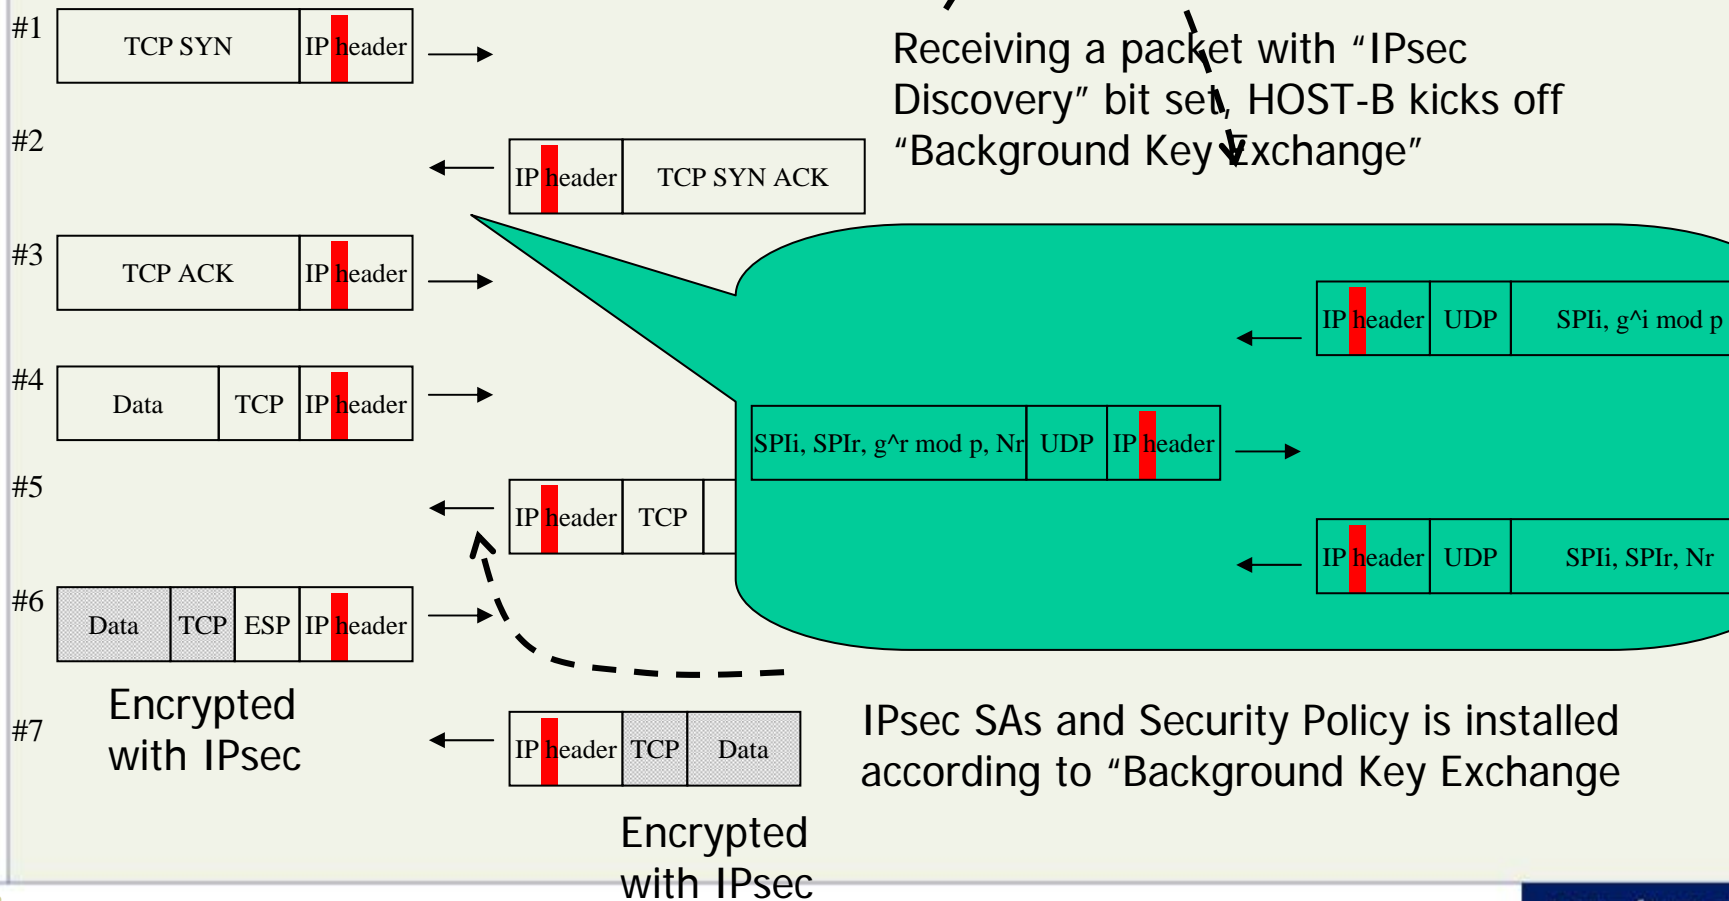 #1
TCP SYN IP header
Receiving a packet with “IPsec
Discovery” bit set, HOST-B kicks off
“Background Key Exchange”
#2
IP header TCP SYN ACK
#3
TCP ACK IP header
IP header UDP SPIi, g^i mod p
#4
Data TCP IP header
SPIi, SPIr, g^r mod p, Nr UDP IP header
#5
IP header TCP
IP header UDP SPIi, SPIr, Nr
#6
Data TCP ESP IP header
Encrypted
with IPsec
#7
IP header TCP Data
IPsec SAs and Security Policy is installed
according to “Background Key Exchange
Encrypted
with IPsec